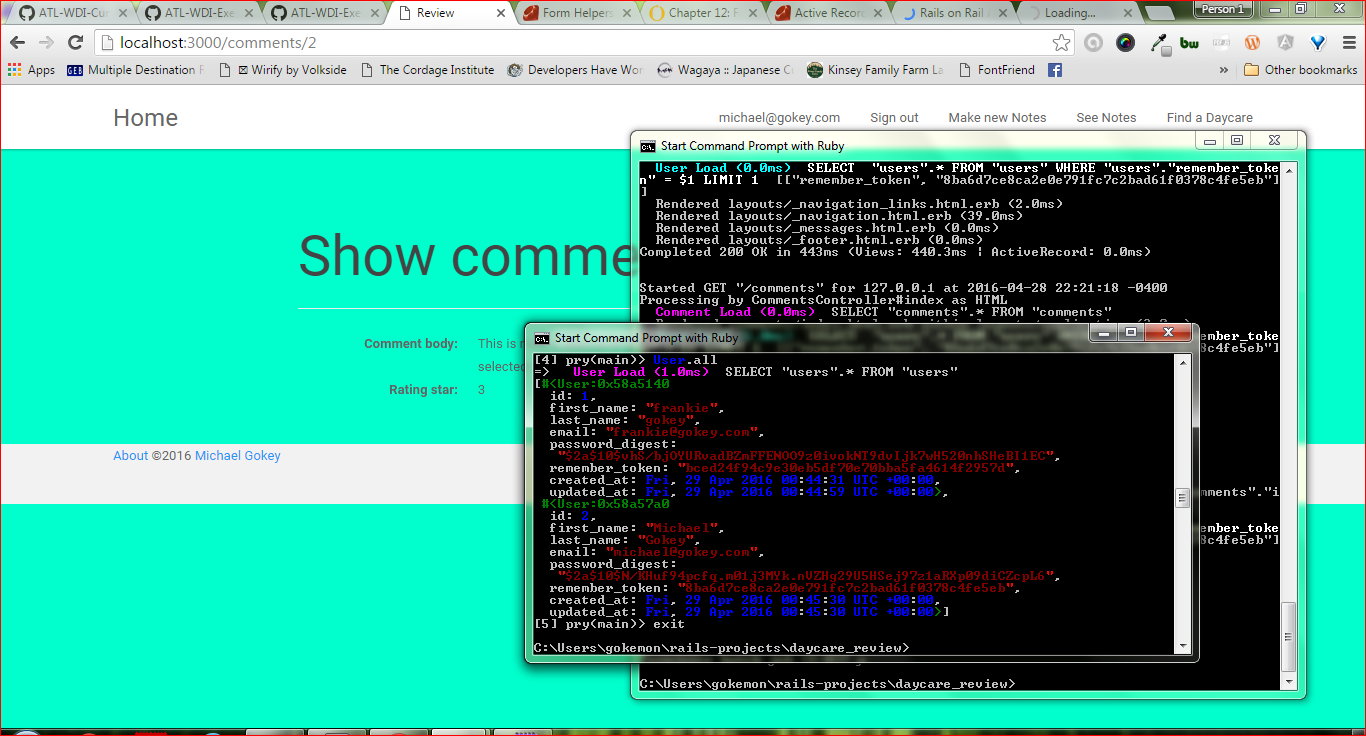 ATL-WDI-Cur
ATL-WDI-Exe
ATL-WDI-Exe
Review
Form Helpers
Chapter 12: F
Active Record
Rails on Rail
Loading...
Person 1
localhost:3000/comments/2
bw
Apps
GEB Multiple Destination
Wirify by Volkside
The Cordage Institute
Developers Have Wor
Wagaya :: Japanese Cu
Kinsey Family Farm La
FontFriend
»
Other bookmarks
Home
michael@gokey.com
Sign out
Make new Notes
See Notes
Find a Daycare
Start Command Prompt with Ruby
User Load (0.0ms)  SELECT  "users".* FROM "users" WHERE "users"."remember_toke
n" = $1 LIMIT 1  [["remember_token", "8ba6d7ce8ca2e0e791fc7c2bad61f0378c4fe5eb"]
]
Rendered layouts/_navigation_links.html.erb (2.0ms)
Rendered layouts/_navigation.html.erb (39.0ms)
Rendered layouts/_messages.html.erb (0.0ms)
Rendered layouts/_footer.html.erb (0.0ms)
Completed 200 OK in 443ms (Views: 440.3ms | ActiveRecord: 0.0ms)
Started GET "/comments" for 127.0.0.1 at 2016-04-28 22:21:18 -0400
Processing by CommentsController#index as HTML
Comment Load (0.0ms)  SELECT "comments".* FROM "comments"
ember_toke
8c4fe5eb"]
omments"."i
ember_toke
8c4fe5eb"]
C:\Users\gokemon\rails-projects\daycare_review>
Show comme
Comment body:
This is
selected
Rating star:
3
About ©2016 Michael Gokey
Start Command Prompt with Ruby
[4] pry(main)> User.all
=>   User Load (1.0ms)  SELECT "users".* FROM "users"
[#<User:0x58a5140
id: 1,
first_name: "frankie",
last_name: "gokey",
email: "frankie@gokey.com",
password_digest:
remember_token: "bced24f94c9e30eb5df70e70bba5fa4614f2957d",
created_at: Fri, 29 Apr 2016 00:44:31 UTC +00:00,
updated_at: Fri, 29 Apr 2016 00:44:59 UTC +00:00>,
#<User:0x58a57a0
id: 2,
first_name: "Michael",
last_name: "Gokey",
email: "michael@gokey.com",
password_digest:
remember_token: "8ba6d7ce8ca2e0e791fc7c2bad61f0378c4fe5eb",
created_at: Fri, 29 Apr 2016 00:45:30 UTC +00:00,
updated_at: Fri, 29 Apr 2016 00:45:30 UTC +00:00>]
[5] pry(main)> exit
C:\Users\gokemon\rails-projects\daycare_review>